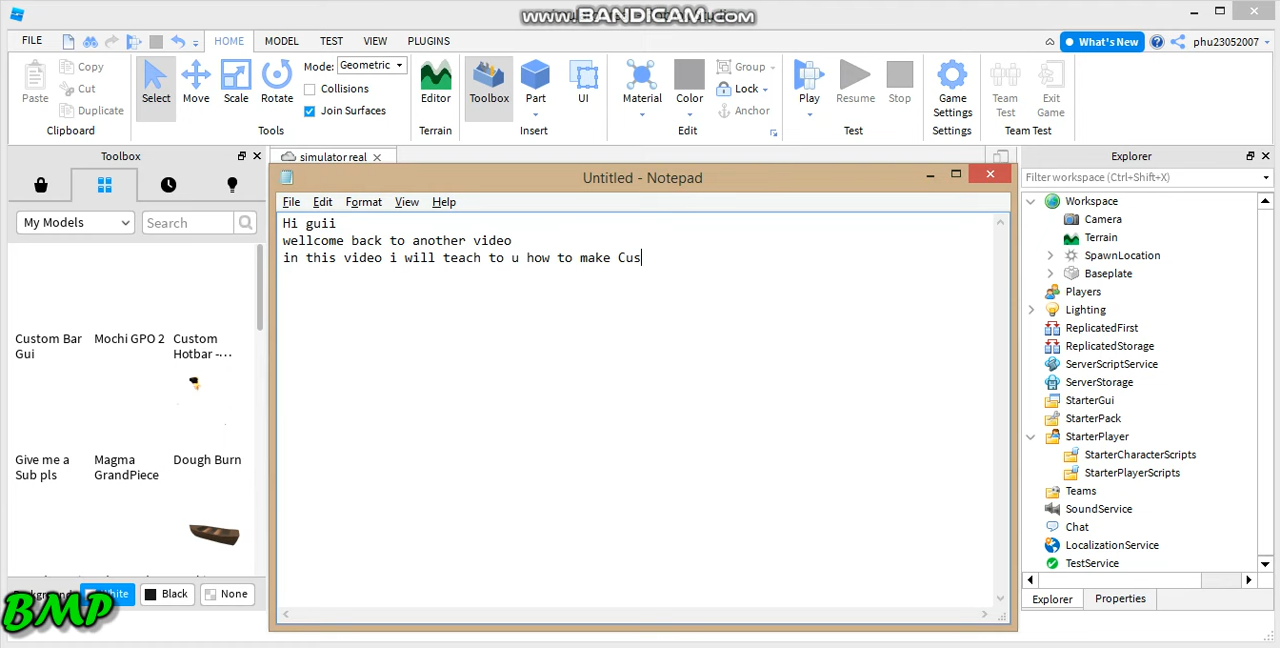 www.BANDICAM.com
FILE
HOME
MODEL
TEST
VIEW
PLUGINS
What's New
phu23052007
Paste
Copy
Cut
Duplicate
Clipboard
Select
Move
Scale
Rotate
Mode: Geometric
Collisions
Join Surfaces
Tools
Editor
Terrain
Toolbox
Part
UI
Insert
Material
Color
Group
Lock
Anchor
Edit
Play
Resume
Stop
Test
Game
Settings
Settings
Team
Test
Exit
Game
Team Test
Toolbox
My Models
Search
Custom Bar
Gui
Mochi GPO 2
Custom
Hotbar -...
Give me a
Sub pls
Magma
GrandPiece
Dough Burn
White
Black
None
BMP
simulator real
Untitled - Notepad
File Edit Format View Help
Hi guii
wellcome back to another video
in this video i will teach to u how to make Cus
Explorer
Filter workspace (Ctrl+Shift+X)
Workspace
Camera
Terrain
SpawnLocation
Baseplate
Players
Lighting
ReplicatedFirst
ReplicatedStorage
ServerScriptService
ServerStorage
StarterGui
StarterPack
StarterPlayer
StarterCharacterScripts
StarterPlayerScripts
Teams
SoundService
Chat
LocalizationService
TestService
Explorer
Properties